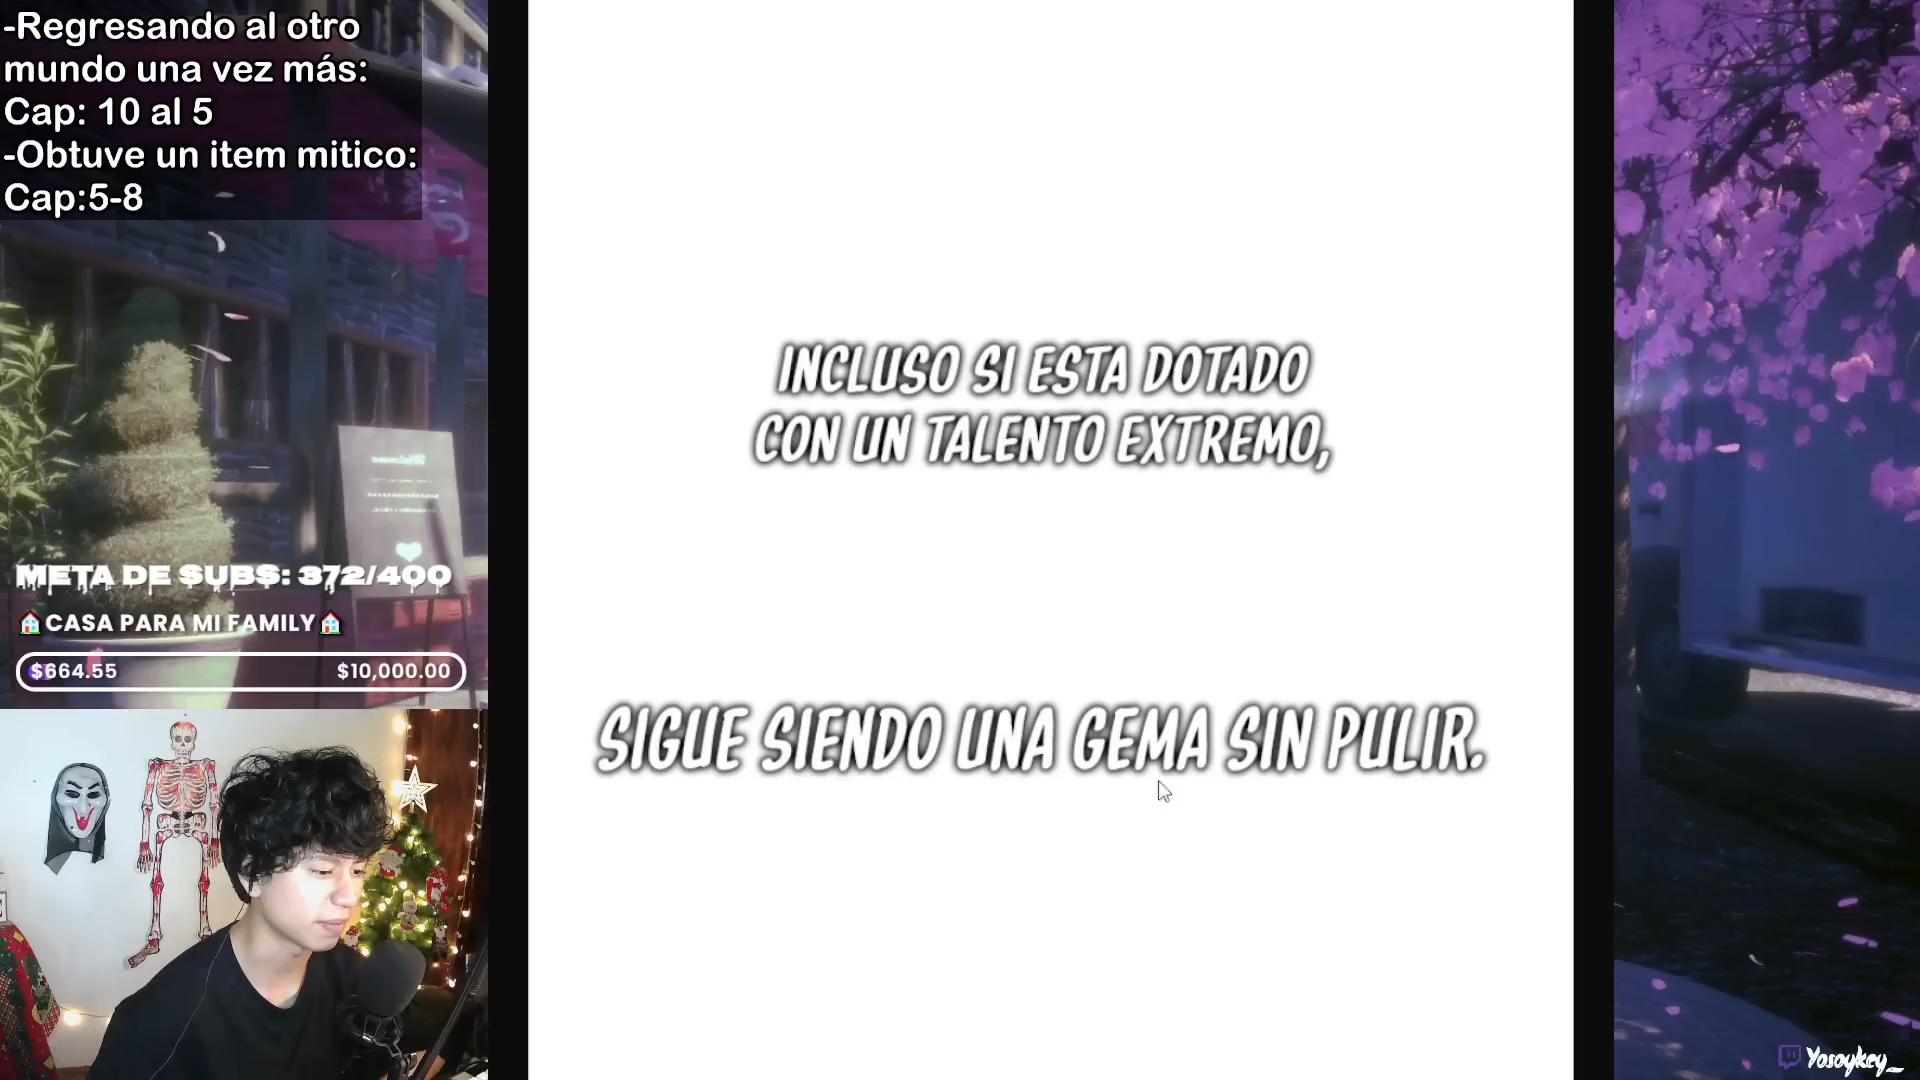 -Regresando al otro
mundo una vez más:
Cap: 10 al 5
-Obtuve un item mitico:
Cap:5-8
INCLUSO SI ESTA DOTADO
CON UN TALENTO EXTREMO,
SIGUE SIENDO UNA GEMA SIN PULIR.
META DE SUBS: 372/400
🏠CASA PARA MI FAMILY🏠
$664.55 $10,000.00
Yosoykey_